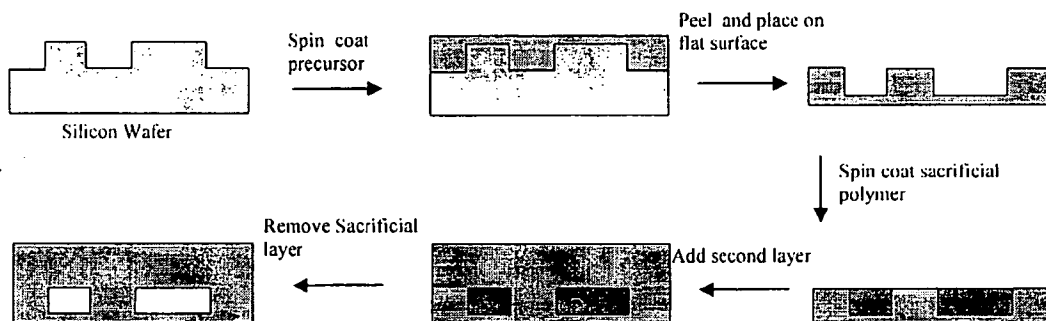 Spin coat
precursor
Peel and place on
flat surface
Silicon Wafer
Spin coat sacrificial
polymer
Remove Sacrificial
layer
Add second layer